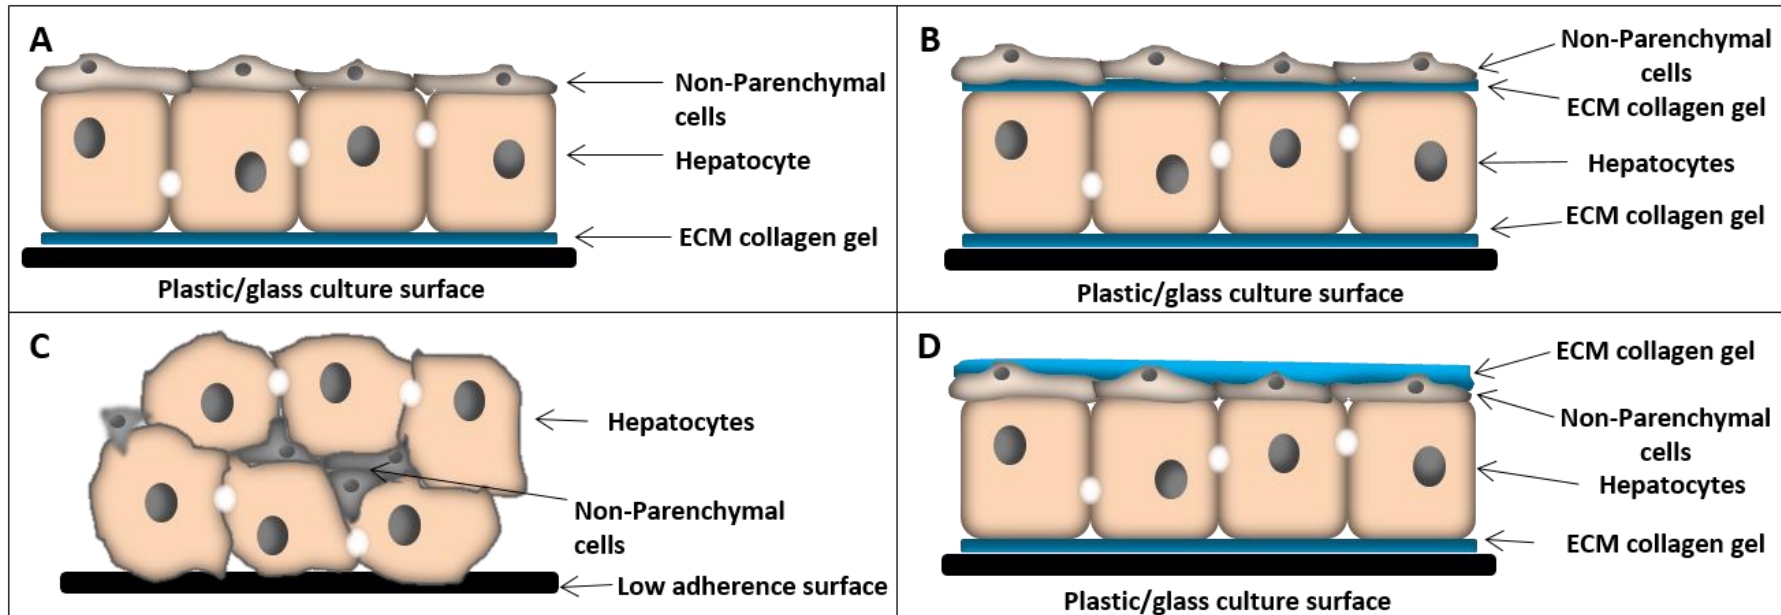 A
Non-Parenchymal
cells
Hepatocyte
ECM collagen gel
Plastic/glass culture surface
B
Non-Parenchymal
cells
ECM collagen gel
Hepatocytes
ECM collagen gel
Plastic/glass culture surface
C
Hepatocytes
Non-Parenchymal
cells
Low adherence surface
D
ECM collagen gel
Non-Parenchymal
cells
Hepatocytes
ECM collagen gel
Plastic/glass culture surface